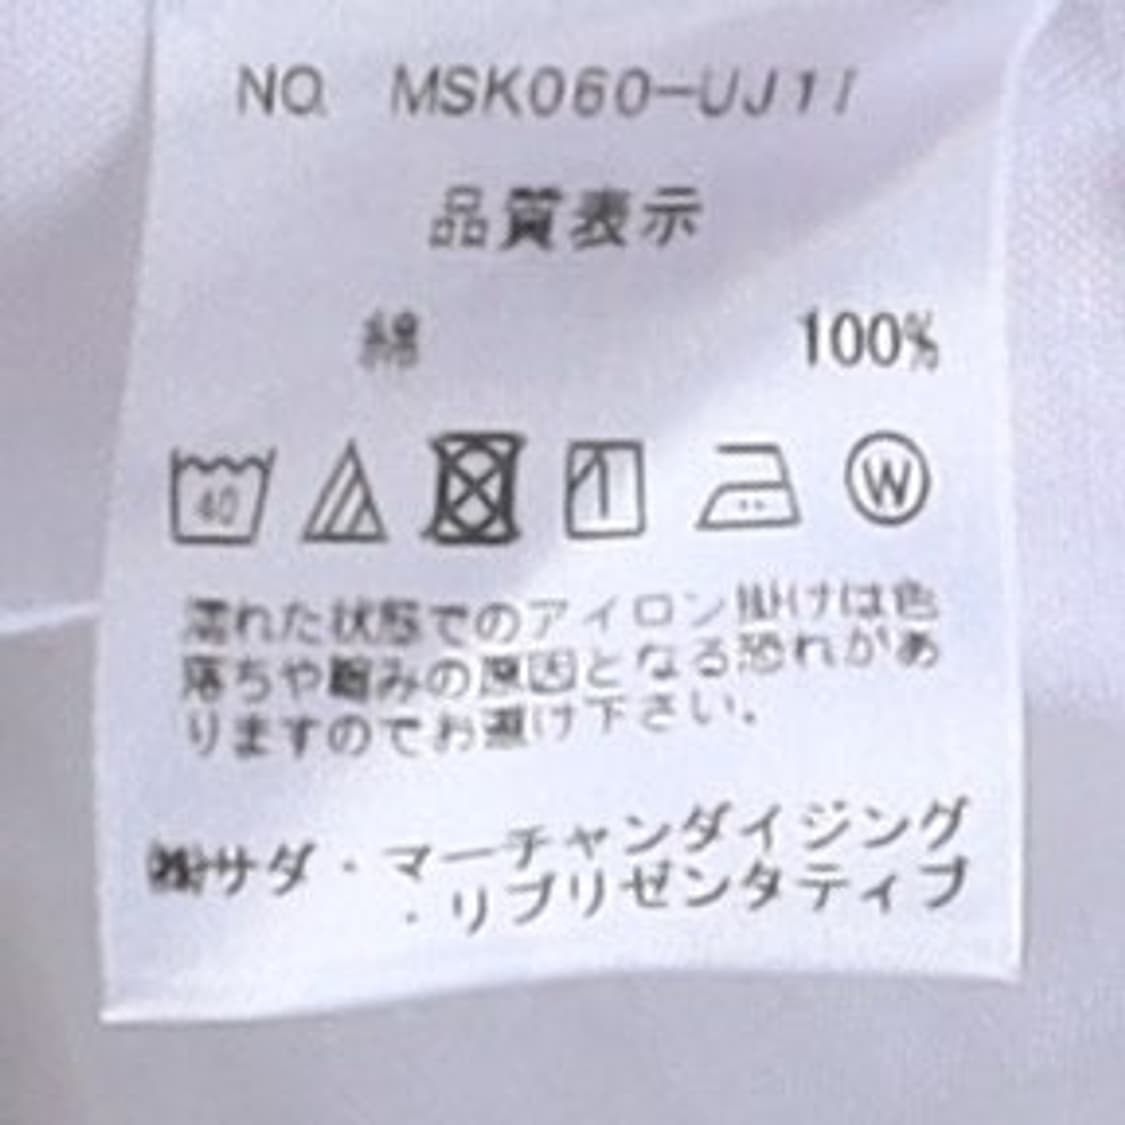 NO. MSK060-UJ11
品質表示
綿 100%
40 W
濡れた状態でのアイロン掛けは色
落ちや縮みの原因となる恐れがあ
りますのでお避け下さい。
㈱サダ・マーチャンダイジング
・リプリゼンタティブ